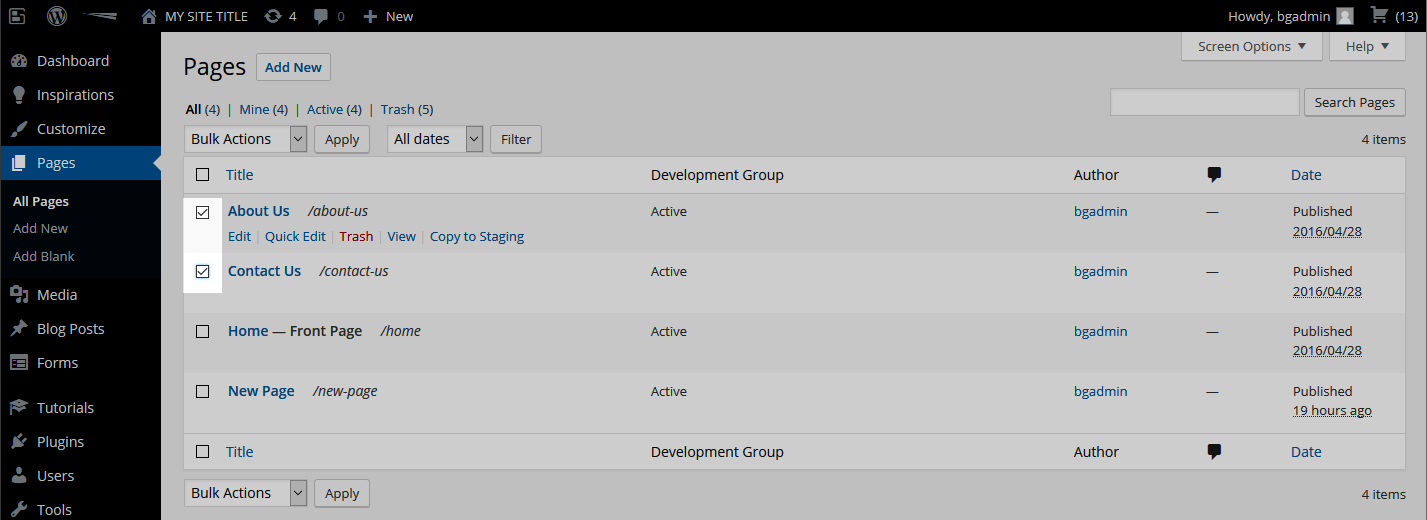 MY SITE TITLE 4 0 New Howdy, bgadmin (13)
Screen Options Help
Dashboard
Inspirations
Customize
Pages
All Pages
Add New
Add Blank
Media
Blog Posts
Forms
Tutorials
Plugins
Users
Tools
Pages Add New
All (4) | Mine (4) | Active (4) | Trash (5)
Search Pages
Bulk Actions Apply All dates Filter 4 items
Title Development Group Author Date
About Us /about-us Active bgadmin — Published
2016/04/28
Edit | Quick Edit | Trash | View | Copy to Staging
Contact Us /contact-us Active bgadmin — Published
2016/04/28
Home — Front Page /home Active bgadmin — Published
2016/04/28
New Page /new-page Active bgadmin — Published
19 hours ago
Title Development Group Author Date
Bulk Actions Apply 4 items